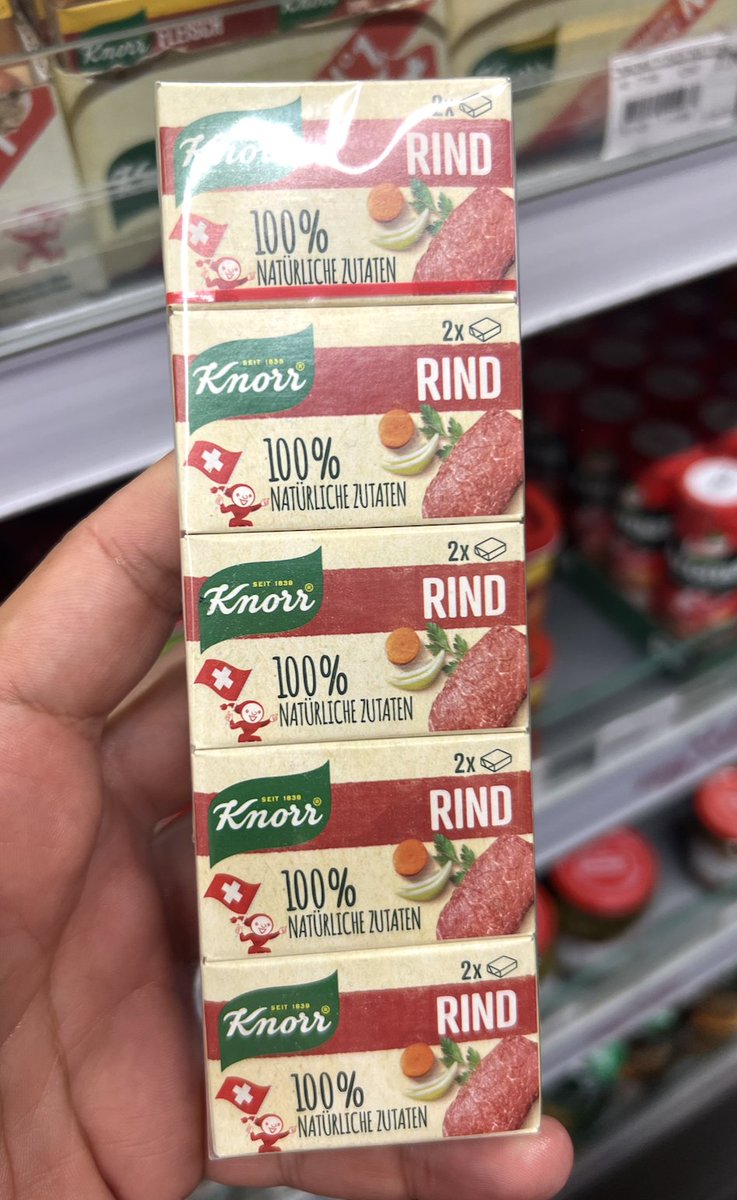 Knorr
FLEISCH
2x
Knorr
RIND
100%
NATÜRLICHE ZUTATEN
2x
SEIT 1838
Knorr®
RIND
100%
NATÜRLICHE ZUTATEN
2x
SEIT 1838
Knorr®
RIND
100%
NATÜRLICHE ZUTATEN
2x
SEIT 1838
Knorr®
RIND
100%
NATÜRLICHE ZUTATEN
2x
SEIT 1838
Knorr®
RIND
100%
NATÜRLICHE ZUTATEN